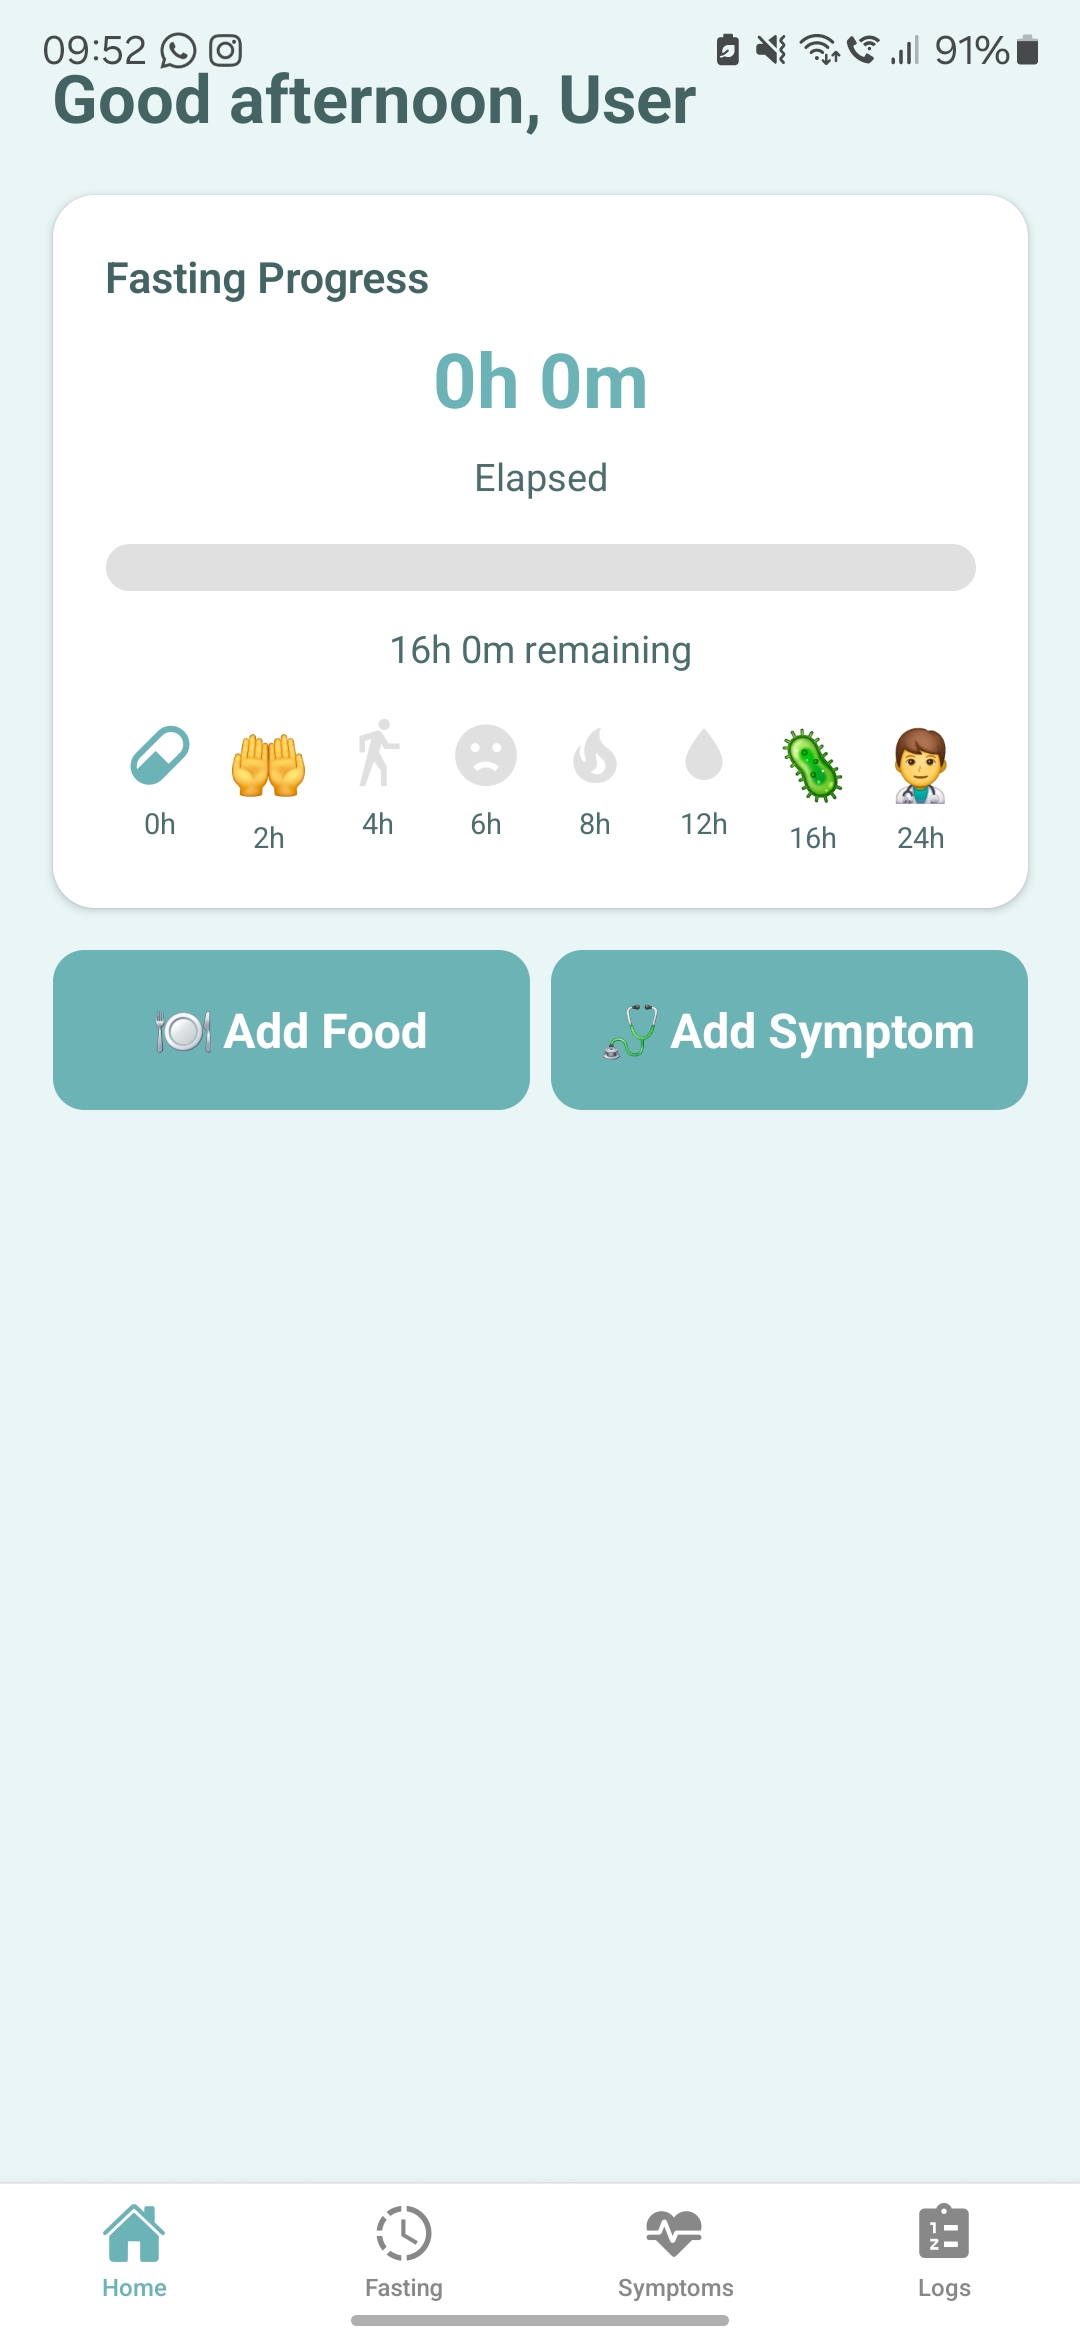 09:52 91%
Good afternoon, User
Fasting Progress
0h 0m
Elapsed
16h 0m remaining
0h 2h 4h 6h 8h 12h 16h 24h
🍽️ Add Food
🩺 Add Symptom
Home Fasting Symptoms Logs